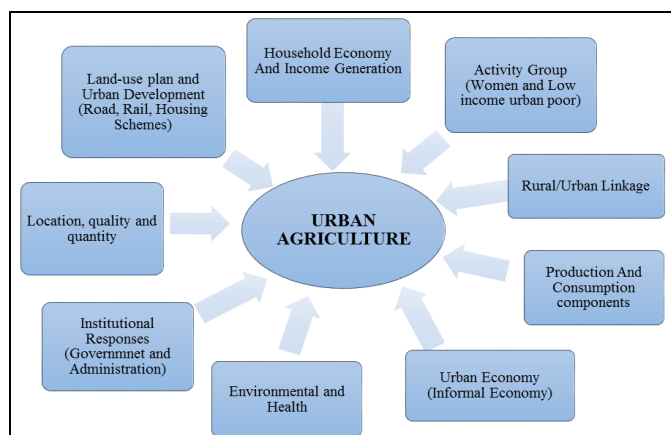 Household Economy
And Income Generation
Land-use plan and
Urban Development
(Road, Rail, Housing
Schemes)
Activity Group
(Women and Low
income urban poor)
Rural/Urban Linkage
Location, quality and
quantity
URBAN
AGRICULTURE
Production And
Consumption
components
Institutional
Responses
(Governmnet and
Administration)
Environmental and
Health
Urban Economy
(Informal Economy)